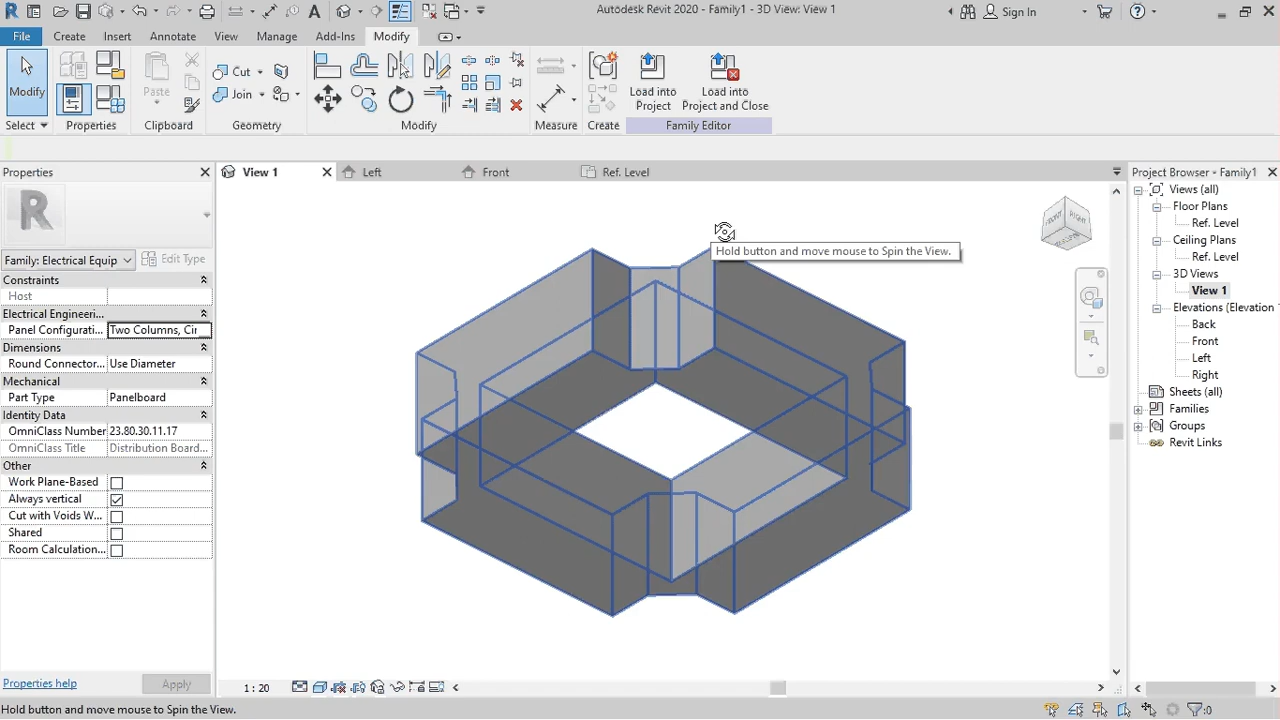 Autodesk Revit 2020 - Family1 - 3D View: View 1
Sign In
File Create Insert Annotate View Manage Add-Ins Modify
Modify
Paste
Cut
Join
Load into Project
Load into Project and Close
Select Properties Clipboard Geometry Modify Measure Create Family Editor
Properties
View 1 Left Front Ref. Level
Project Browser - Family1
Family: Electrical Equip Edit Type
Constraints
Host
Electrical Engineeri...
Panel Configurati... Two Columns, Cir
Dimensions
Round Connector... Use Diameter
Mechanical
Part Type Panelboard
Identity Data
OmniClass Number 23.80.30.11.17
OmniClass Title Distribution Board...
Other
Work Plane-Based
Always vertical
Cut with Voids W...
Shared
Room Calculation...
Properties help Apply
Hold button and move mouse to Spin the View.
FRONT RIGHT
1 : 20
Views (all)
Floor Plans
Ref. Level
Ceiling Plans
Ref. Level
3D Views
View 1
Elevations (Elevation
Back
Front
Left
Right
Sheets (all)
Families
Groups
Revit Links
Hold button and move mouse to Spin the View.
:0